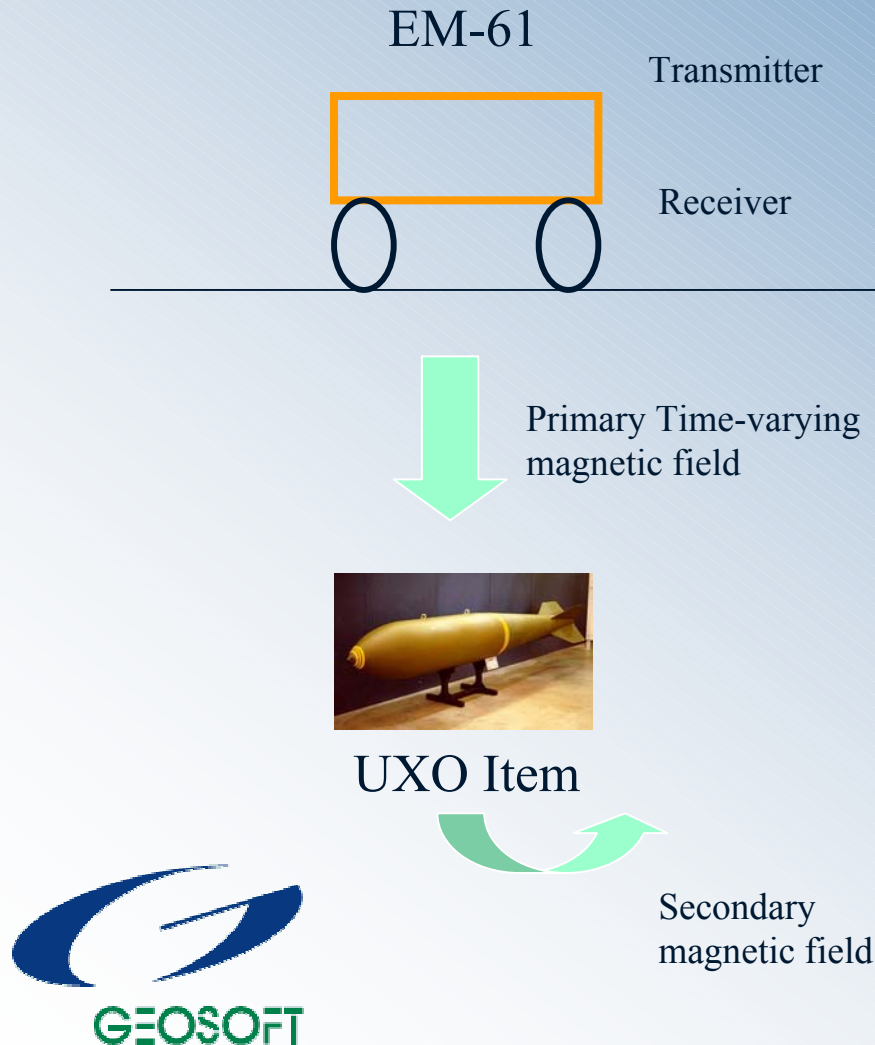 EM-61
Transmitter
Receiver
Primary Time-varying
magnetic field
UXO Item
Secondary
magnetic field
GEOSOFT